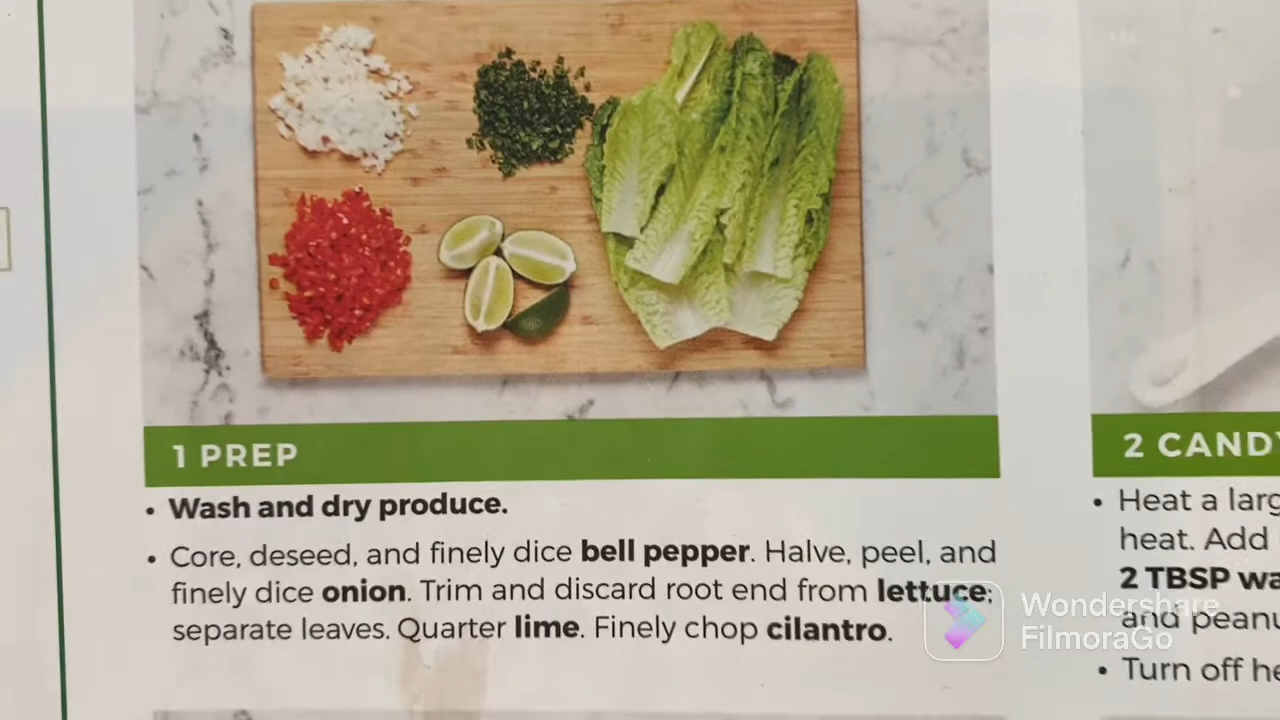 1 PREP
• Wash and dry produce.
• Core, deseed, and finely dice bell pepper. Halve, peel, and
finely dice onion. Trim and discard root end from lettuce;
separate leaves. Quarter lime. Finely chop cilantro.
2 CANDY
• Heat a larg
heat. Add
2 TBSP wa
and peanu
• Turn off he
Wondershare
FilmoraGo